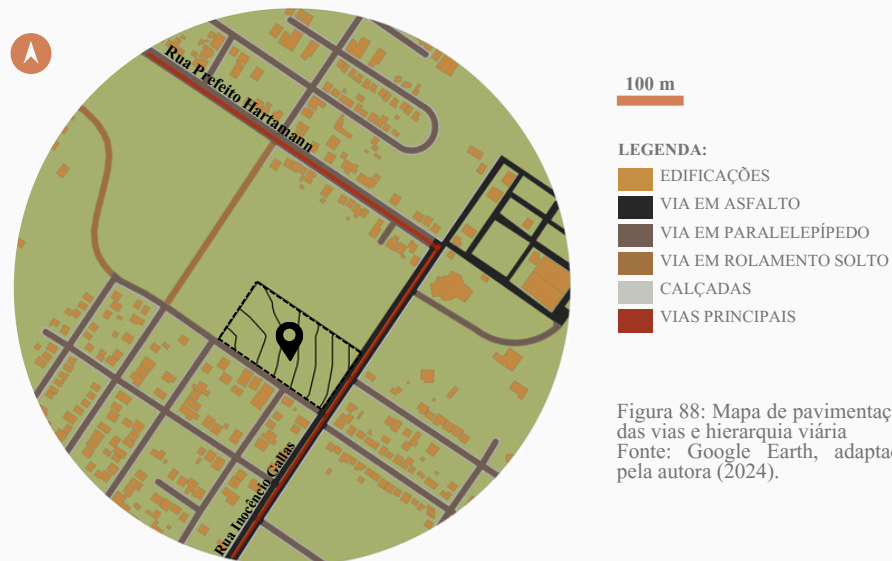 Rua Prefeito Hartamann
Rua Inocêncio Gallas
100 m
LEGENDA:
EDIFICAÇÕES
VIA EM ASFALTO
VIA EM PARALELEPÍPEDO
VIA EM ROLAMENTO SOLTO
CALÇADAS
VIAS PRINCIPAIS
Figura 88: Mapa de pavimentaç
das vias e hierarquia viária
Fonte: Google Earth, adaptad
pela autora (2024).